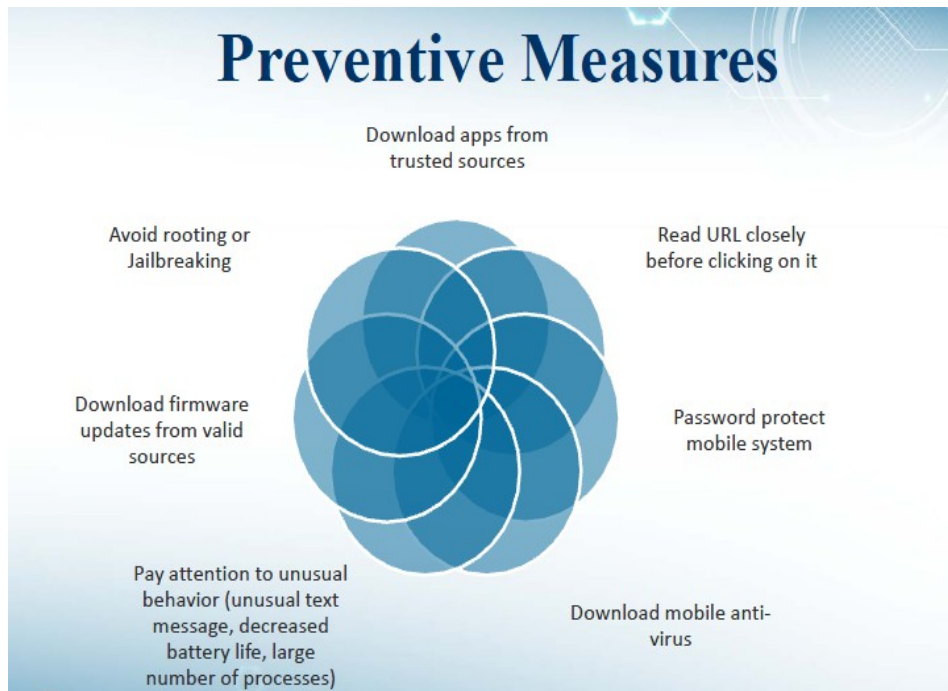 Preventive Measures
Download apps from
trusted sources
Avoid rooting or
Jailbreaking
Read URL closely
before clicking on it
Download firmware
updates from valid
sources
Password protect
mobile system
Pay attention to unusual
behavior (unusual text
message, decreased
battery life, large
number of processes)
Download mobile anti-
virus